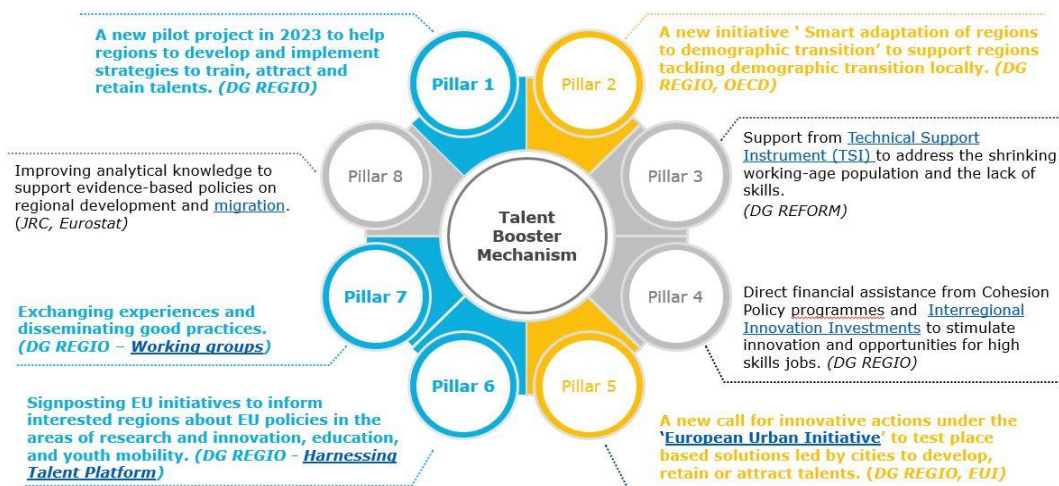 A new pilot project in 2023 to help
regions to develop and implement
strategies to train, attract and
retain talents. (DG REGIO)
Pillar 1
Pillar 2
A new initiative ‘ Smart adaptation of regions
to demographic transition’ to support regions
tackling demographic transition locally. (DG
REGIO, OECD)
Pillar 8
Improving analytical knowledge to
support evidence-based policies on
regional development and migration.
(JRC, Eurostat)
Talent
Booster
Mechanism
Pillar 3
Support from Technical Support
Instrument (TSI) to address the shrinking
working-age population and the lack of
skills.
(DG REFORM)
Pillar 7
Exchanging experiences and
disseminating good practices.
(DG REGIO – Working groups)
Pillar 4
Direct financial assistance from Cohesion
Policy programmes and Interregional
Innovation Investments to stimulate
innovation and opportunities for high
skills jobs. (DG REGIO)
Pillar 6
Signposting EU initiatives to inform
interested regions about EU policies in the
areas of research and innovation, education,
and youth mobility. (DG REGIO - Harnessing
Talent Platform)
Pillar 5
A new call for innovative actions under the
‘European Urban Initiative’ to test place
based solutions led by cities to develop,
retain or attract talents. (DG REGIO, EUI)